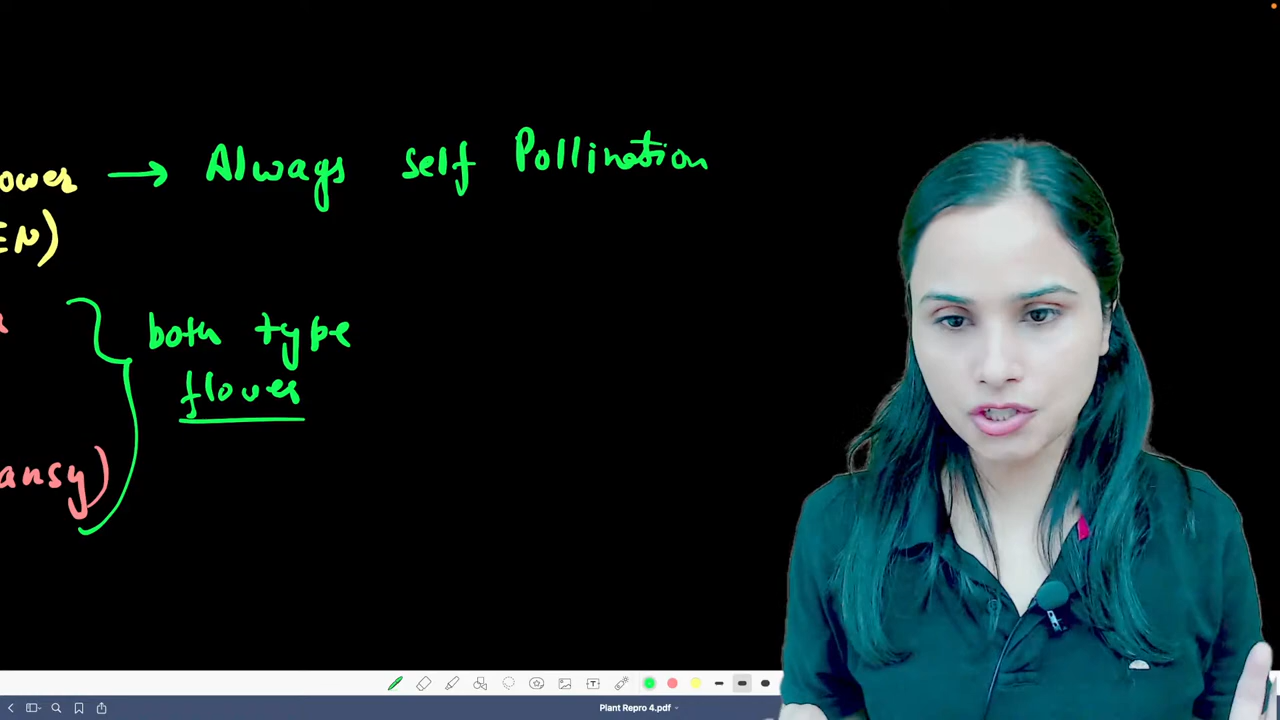 ower → Always self Pollination
EN)
both type
flower
ansy)
Plant Repro 4.pdf